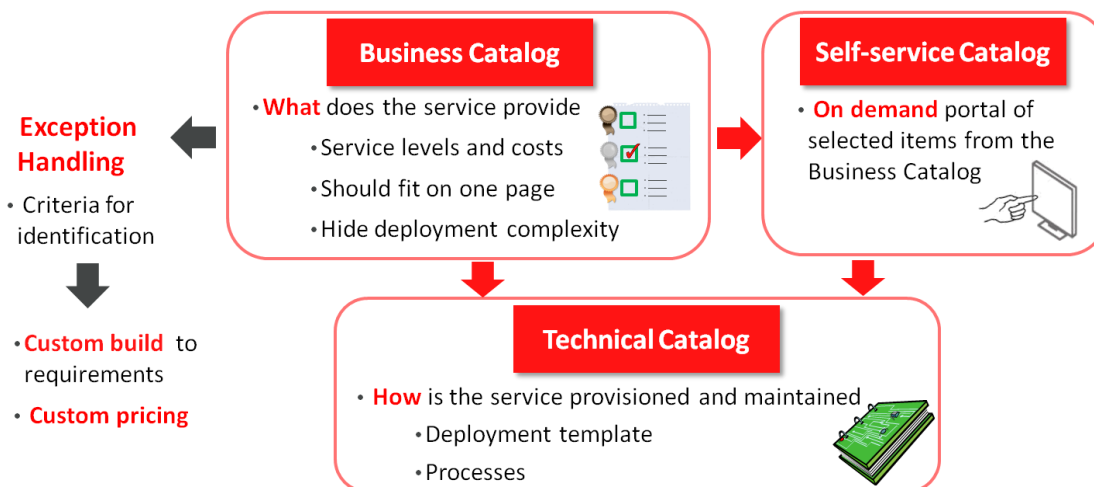 Business Catalog
• What does the service provide
• Service levels and costs
• Should fit on one page
• Hide deployment complexity
Self-service Catalog
• On demand portal of
selected items from the
Business Catalog
Exception
Handling
• Criteria for
identification
• Custom build to
requirements
• Custom pricing
Technical Catalog
• How is the service provisioned and maintained
• Deployment template
• Processes